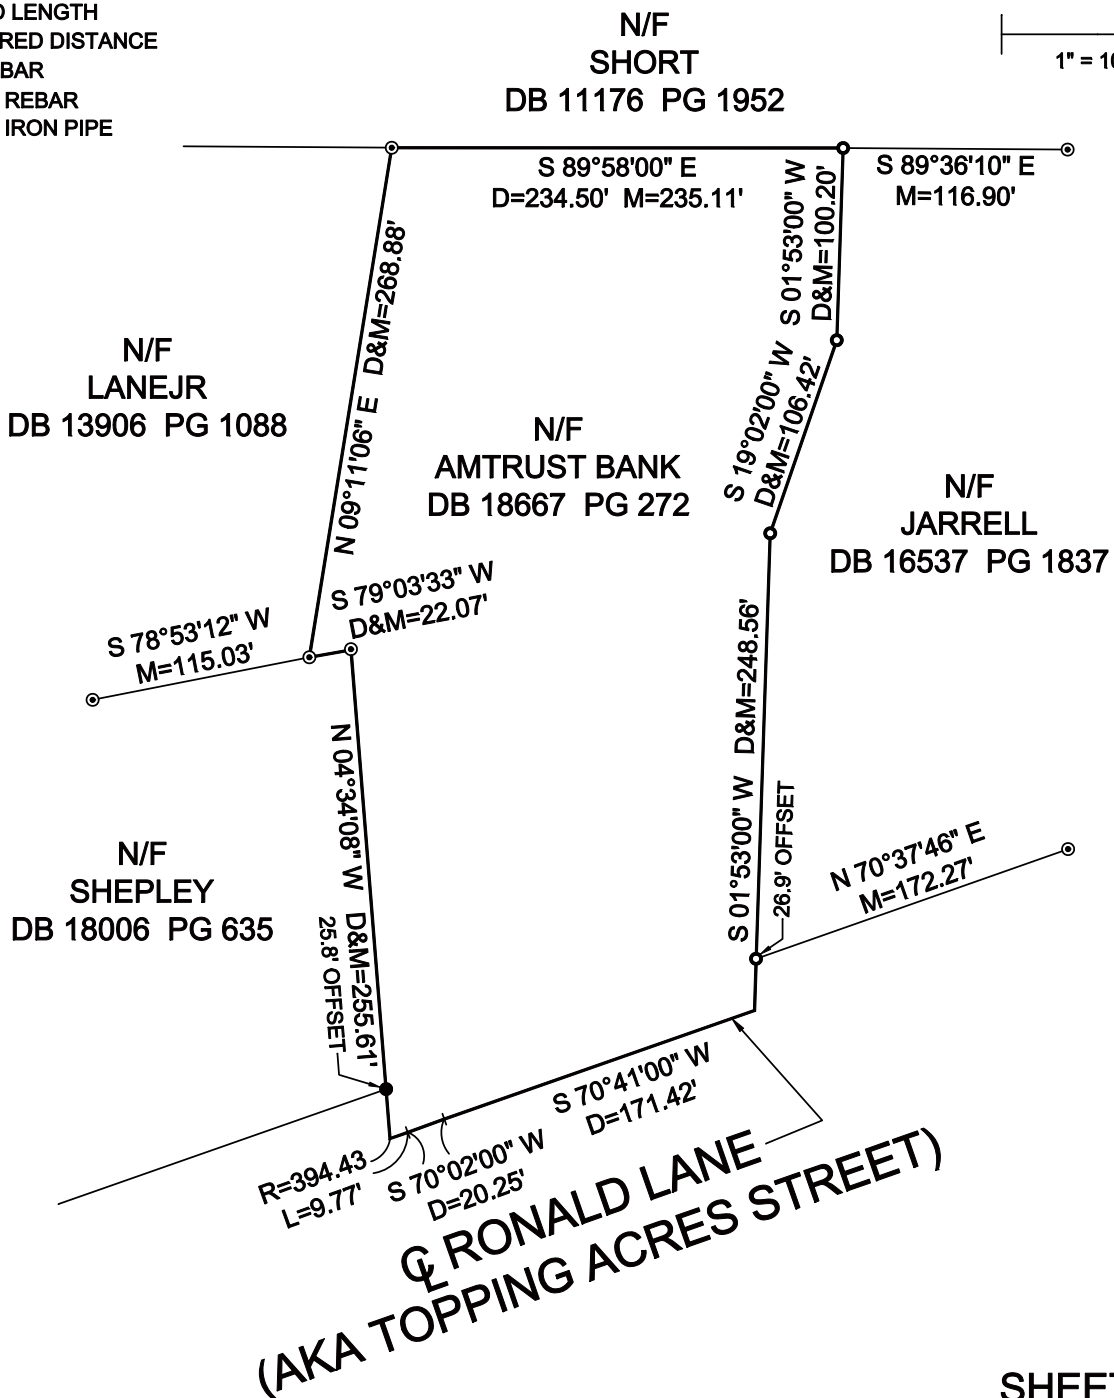 LENGTH
RED DISTANCE
BAR
REBAR
IRON PIPE
N/F
SHORT
DB 11176 PG 1952
1" = 10
S 89°58'00" E
D=234.50' M=235.11'
S 89°36'10" E
M=116.90'
S 01°53'00" W
D&M=100.20'
N 09°11'06" E D&M=268.88'
N/F
LANEJR
DB 13906 PG 1088
S 19°02'00" W
D&M=106.42'
N/F
AMTRUST BANK
DB 18667 PG 272
N/F
JARRELL
DB 16537 PG 1837
S 79°03'33" W
D&M=22.07'
S 78°53'12" W
M=115.03'
S 01°53'00" W D&M=248.56'
26.9' OFFSET
N 04°34'08" W D&M=255.61'
25.8' OFFSET
N/F
SHEPLEY
DB 18006 PG 635
N 70°37'46" E
M=172.27'
S 70°41'00" W
D=171.42'
S 70°02'00" W
D=20.25'
R=394.43
L=9.77'
℄ RONALD LANE
(AKA TOPPING ACRES STREET)
SHEET